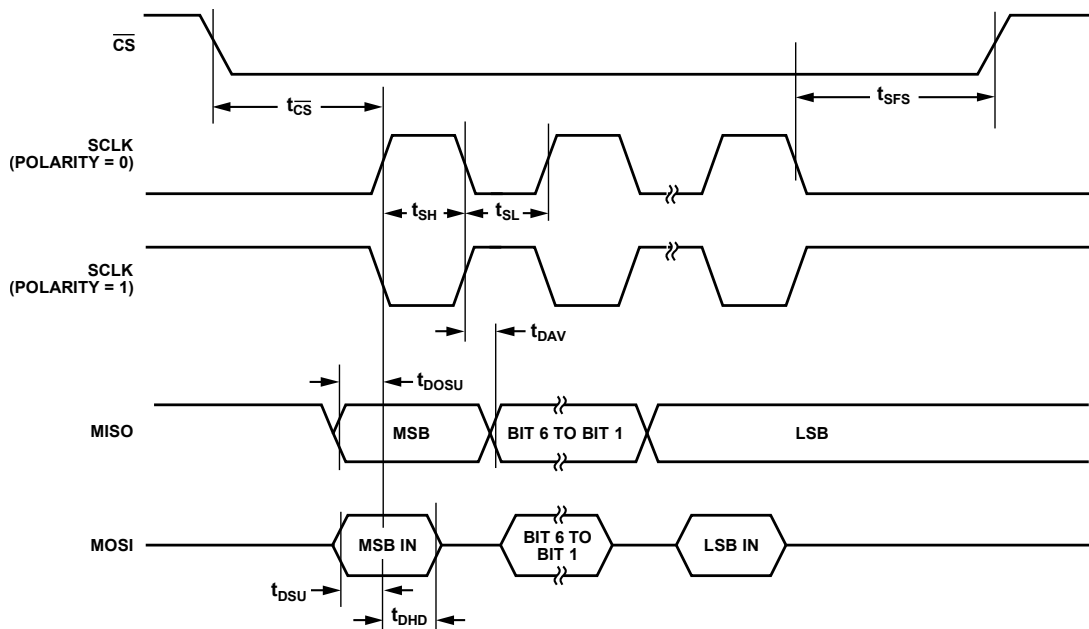 CS
tCS
tSFS
SCLK
(POLARITY = 0)
tSH
tSL
SCLK
(POLARITY = 1)
tDAV
tDOSU
MISO
MSB
BIT 6 TO BIT 1
LSB
MOSI
MSB IN
BIT 6 TO
BIT 1
LSB IN
tDSU
tDHD